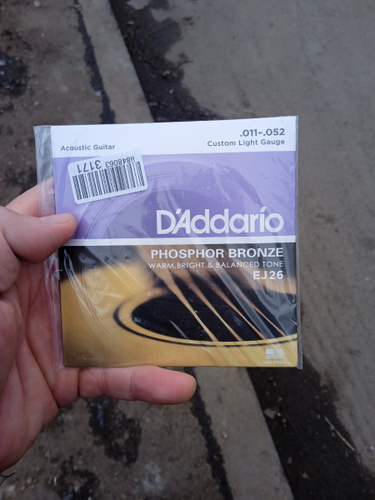 .011-.052
Acoustic Guitar
Custom Light Gauge
3171
D'Addario
PHOSPHOR BRONZE
WARM, BRIGHT, & BALANCED TONE
EJ26